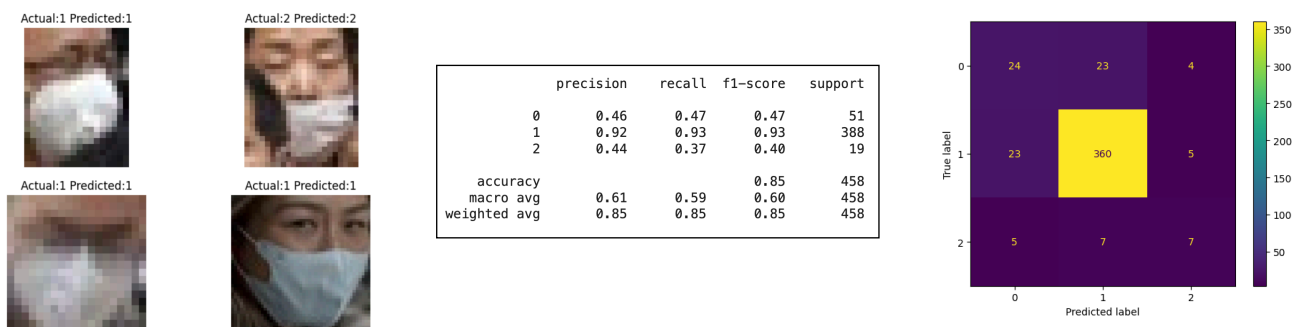 Actual:1 Predicted:1
Actual:2 Predicted:2
Actual:1 Predicted:1
Actual:1 Predicted:1
precision recall f1-score support
0 0.46 0.47 0.47 51
1 0.92 0.93 0.93 388
2 0.44 0.37 0.40 19
accuracy 0.85 458
macro avg 0.61 0.59 0.60 458
weighted avg 0.85 0.85 0.85 458
True label
0 24 23 4
1 23 360 5
2 5 7 7
0 1 2
Predicted label
350
300
250
200
150
100
50